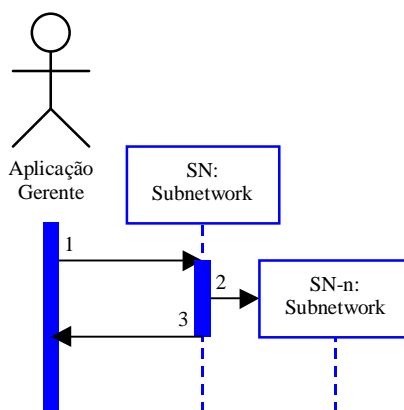 Aplicação
Gerente
SN:
Subnetwork
1
2
SN-n:
Subnetwork
3